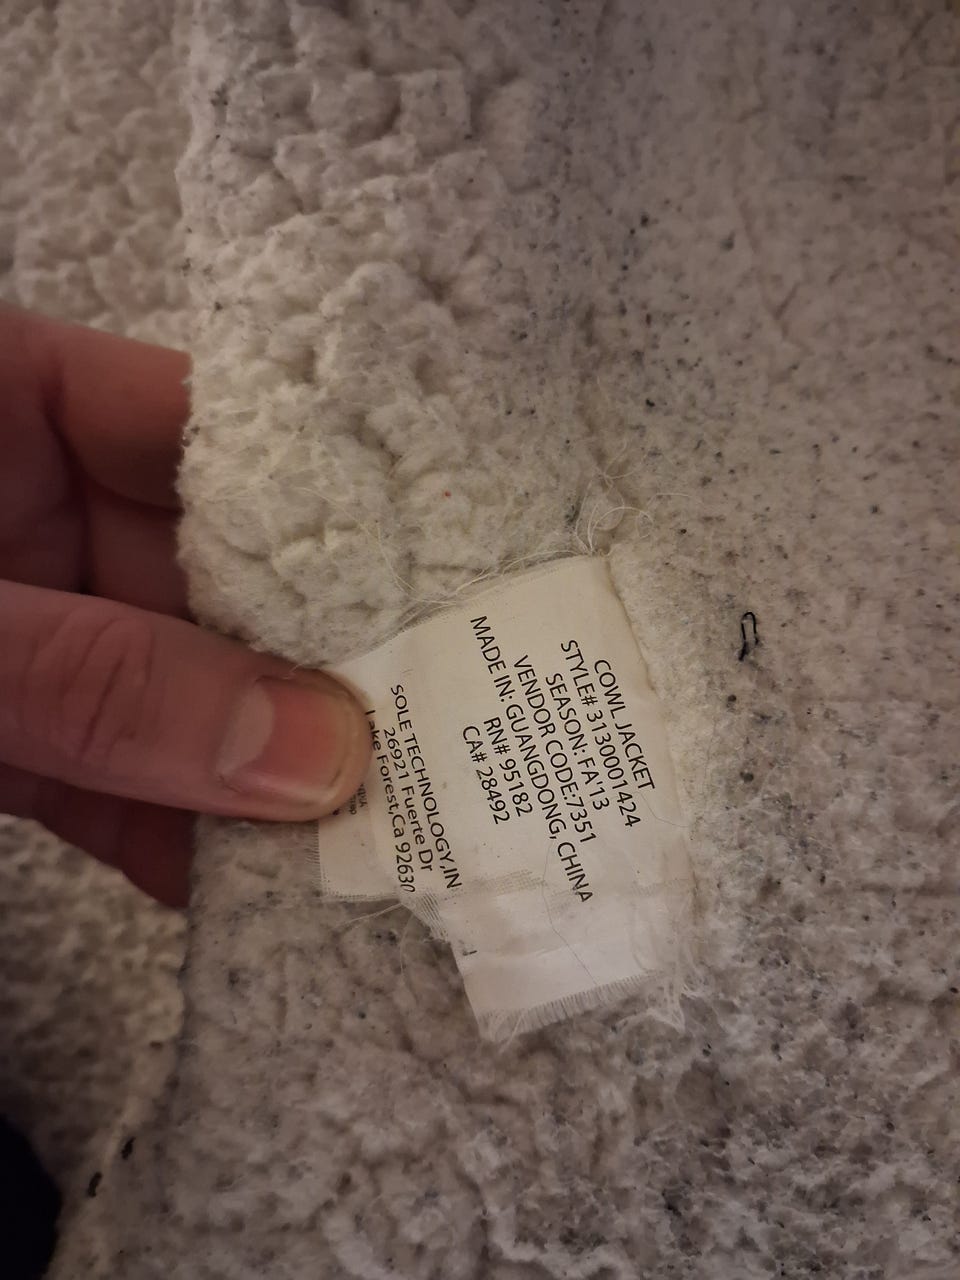 COWL JACKET
STYLE# 3130001424
SEASON: FA'13
VENDOR CODE:7351
MADE IN: GUANGDONG, CHINA
RN# 95182
CA# 28492
SOLE TECHNOLOGY,IN
26921 Fuerte Dr
Lake Forest,Ca 92630